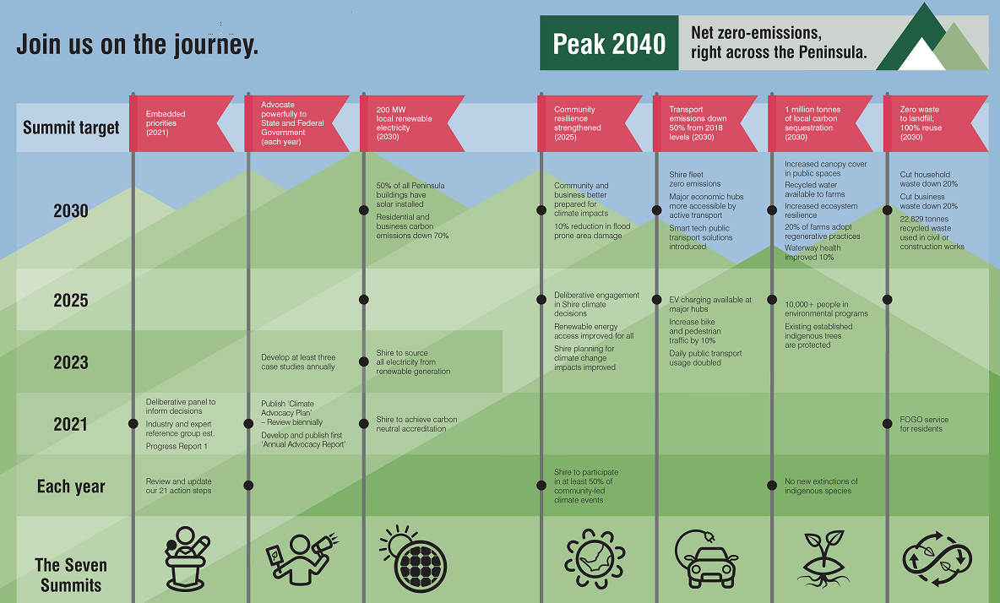 Join us on the journey.
Peak 2040
Net zero-emissions,
right across the Peninsula.
Summit target
Embedded
priorities
(2021)
Advocate
powerfully to
State and Federal
Government
(each year)
200 MW
local renewable
electricity
(2030)
Community
resilience
strengthened
(2025)
Transport
emissions down
50% from 2018
levels (2030)
1 million tonnes
of local carbon
sequestration
(2030)
Zero waste
to landfill;
100% reuse
(2030)
2030
50% of all Peninsula
buildings have
solar installed
Residential and
business carbon
emissions down 70%
Community and
business better
prepared for
climate impacts
10% reduction in flood
prone area damage
Shire fleet
zero emissions
Major economic hubs
more accessible by
active transport
Smart tech public
transport solutions
introduced
Increased canopy cover
in public spaces
Recycled water
available to farms
Increased ecosystem
resilience
20% of farms adopt
regenerative practices
Waterway health
improved 10%
Cut household
waste down 20%
Cut business
waste down 20%
22,829 tonnes
recycled waste
used in civil or
construction works
2025
Deliberative engagement
in Shire climate
decisions
Renewable energy
access improved for all
Shire planning for
climate change
impacts improved
EV charging available at
major hubs
Increase bike
and pedestrian
traffic by 10%
Daily public transport
usage doubled
10,000+ people in
environmental programs
Existing established
indigenous trees
are protected
2023
Develop at least three
case studies annually
Shire to source
all electricity from
renewable generation
2021
Deliberative panel to
inform decisions
Industry and expert
reference group est.
Progress Report 1
Publish ‘Climate
Advocacy Plan’
– Review biennially
Develop and publish first
‘Annual Advocacy Report’
Shire to achieve carbon
neutral accreditation
FOGO service
for residents
Each year
Review and update
our 21 action steps
Shire to participate
in at least 50% of
community-led
climate events
No new extinctions of
indigenous species
The Seven
Summits